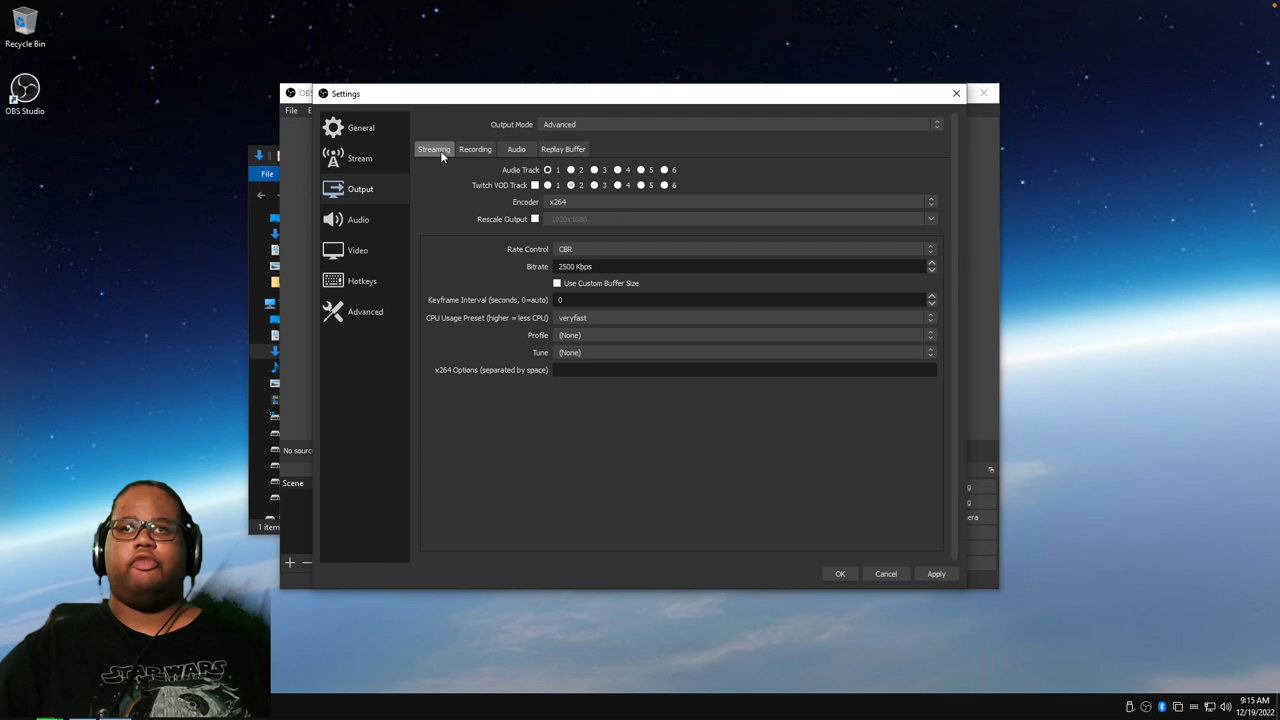 Recycle Bin
OBS Studio
OBS
File
Settings
File
General
Stream
Output
Audio
Video
Hotkeys
Advanced
Output Mode Advanced
Streaming Recording Audio Replay Buffer
Audio Track 1 2 3 4 5 6
Twitch VOD Track 1 2 3 4 5 6
Encoder x264
Rescale Output 1920x1080
Rate Control CBR
Bitrate 2500 Kbps
Use Custom Buffer Size
Keyframe Interval (seconds, 0=auto) 0
CPU Usage Preset (higher = less CPU) veryfast
Profile (None)
Tune (None)
x264 Options (separated by space)
No sourc
Scene
1 item
OK Cancel Apply
STAR WARS
9:15 AM
12/19/2022